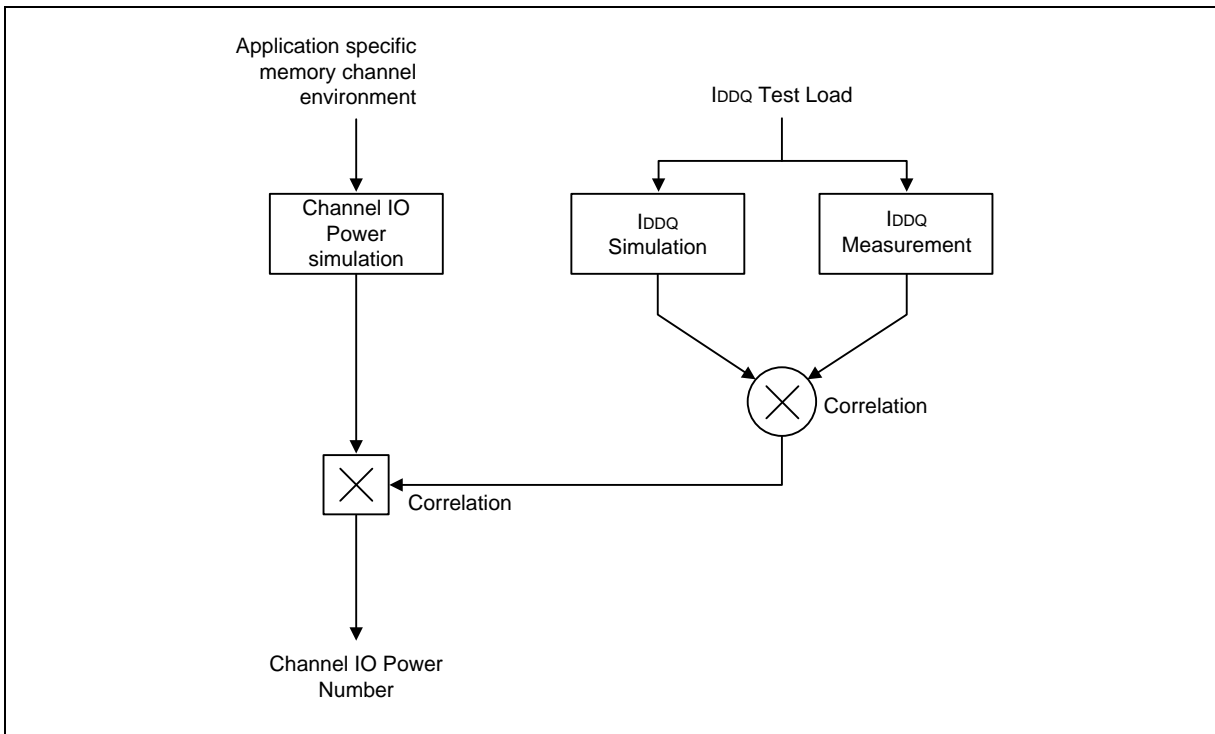 Application specific
memory channel
environment
IDDQ Test Load
Channel IO
Power
simulation
IDDQ
Simulation
IDDQ
Measurement
Correlation
Correlation
Channel IO Power
Number